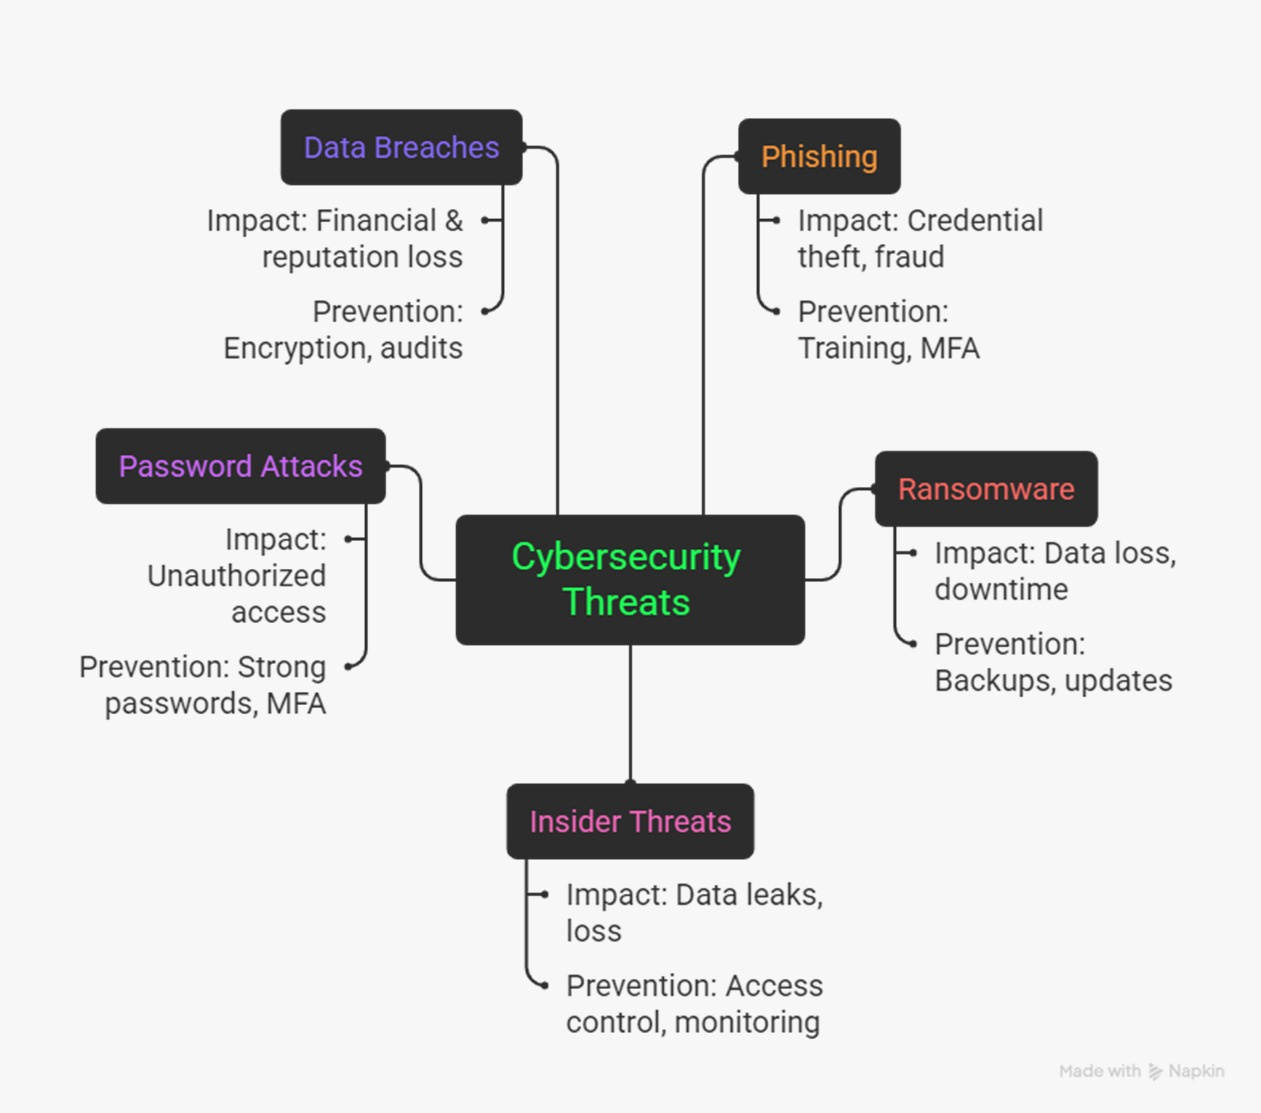 Data Breaches
Impact: Financial &
reputation loss
Prevention:
Encryption, audits
Phishing
Impact: Credential
theft, fraud
Prevention:
Training, MFA
Password Attacks
Impact:
Unauthorized
access
Prevention: Strong
passwords, MFA
Cybersecurity
Threats
Ransomware
Impact: Data loss,
downtime
Prevention:
Backups, updates
Insider Threats
Impact: Data leaks,
loss
Prevention: Access
control, monitoring
Made with Napkin